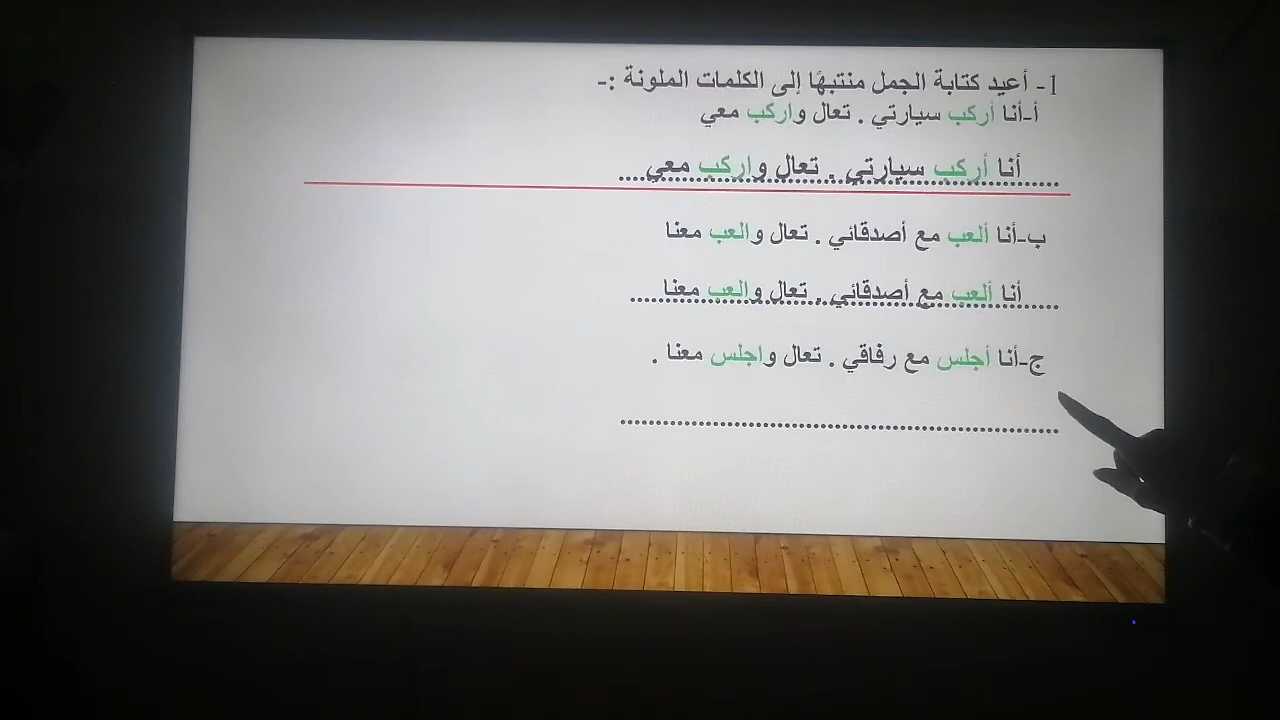 1- أعيد كتابة الجمل منتبهًا إلى الكلمات الملونة :-
أ-أنا أركب سيارتي . تعال واركب معي
أنا أركب سيارتي . تعال واركب معي
ب-أنا ألعب مع أصدقائي . تعال والعب معنا
أنا ألعب مع أصدقائي . تعال والعب معنا
ج-أنا أجلس مع رفاقي . تعال واجلس معنا .